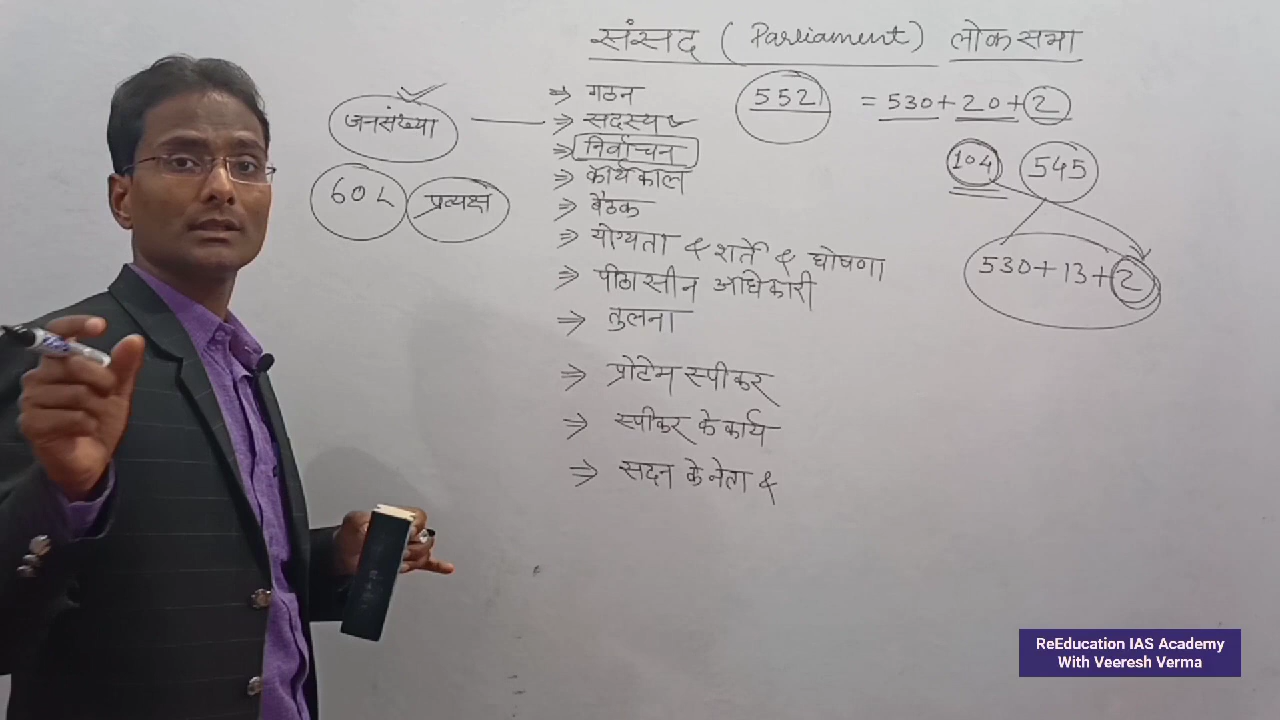 संसद (Parliament) लोकसभा
⇒ गठन
552 = 530 + 20 + 2
जनसंख्या
⇒ सदस्य
⇒ निर्वाचन
104 545
⇒ कार्यकाल
60 प्रत्यक्ष
⇒ बैठक
⇒ योग्यता & शर्ते & घोषणा
530 + 13 + 2
⇒ पीठासीन अधिकारी
⇒ तुलना
⇒ प्रोटेम स्पीकर
⇒ स्पीकर के कार्य
⇒ सदन के नेता &
ReEducation IAS Academy
With Veeresh Verma